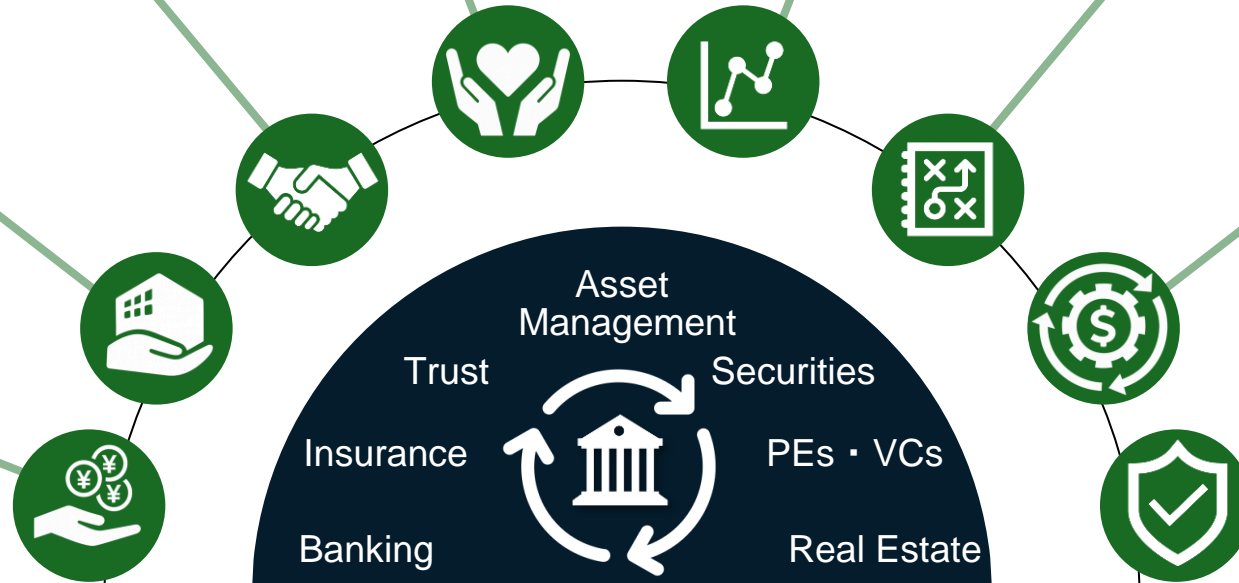 Asset
Management
Trust
Securities
Insurance
PEs・VCs
Banking
Real Estate
¥
¥
¥
$